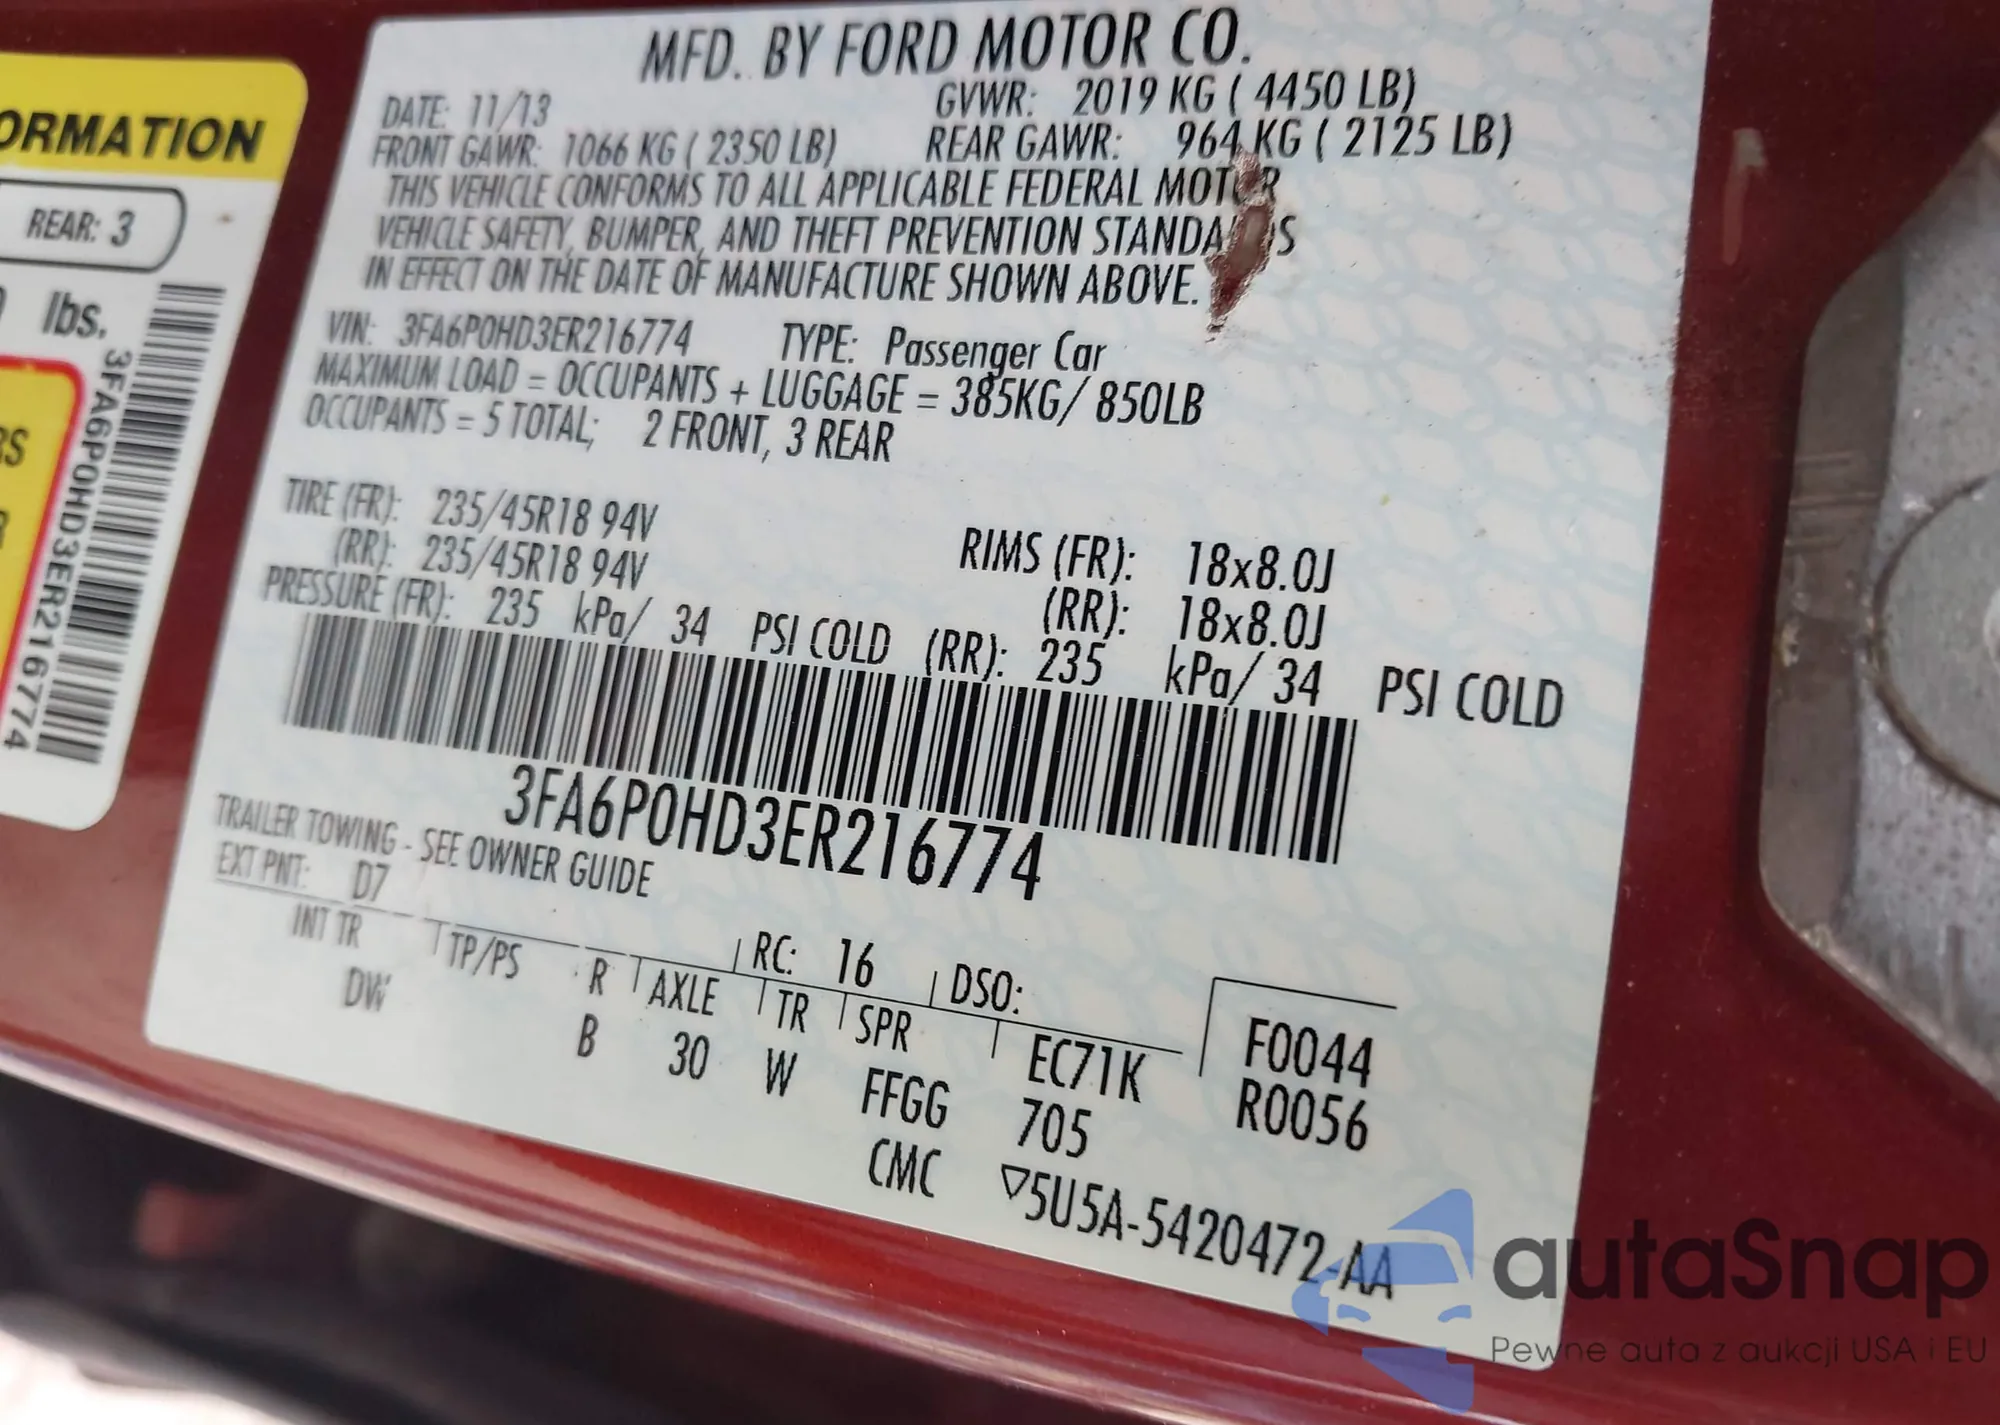 MFD. BY FORD MOTOR CO.
DATE: 11/13 GVWR: 2019 KG ( 4450 LB)
FRONT GAWR: 1066 KG ( 2350 LB) REAR GAWR: 964 KG ( 2125 LB)
THIS VEHICLE CONFORMS TO ALL APPLICABLE FEDERAL MOTOR
VEHICLE SAFETY, BUMPER, AND THEFT PREVENTION
IN EFFECT ON THE DATE OF MANUFACTURE SHOWN ABOVE.
VIN: 3FA6P0HD3ER216774 TYPE: Passenger Car
MAXIMUM LOAD = OCCUPANTS + LUGGAGE = 385KG/ 850LB
OCCUPANTS = 5 TOTAL; 2 FRONT, 3 REAR
TIRE (FR): 235/45R18 94V RIMS (FR): 18x8.0J
(RR): 235/45R18 94V (RR): 18x8.0J
PRESSURE (FR): 235 kPa/ 34 PSI COLD (RR): 235 kPa/ 34 PSI COLD
3FA6P0HD3ER216774
TRAILER TOWING - SEE OWNER GUIDE
EXT PNT: D7 RC: 16 DSO:
INT TR TP/PS R AXLE TR SPR EC71K F0044
DW B 30 W FFGG 705 R0056
CMC ▽5U5A-5420472-AA
ORMATION
REAR: 3
lbs.
3FA6P0HD3ER216774
RS
R
autaSnap
Pewne auta z aukcji USA i EU